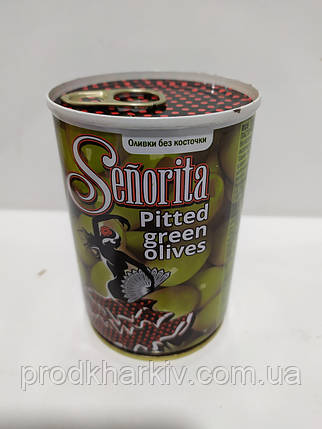 Оливки без косточки
Señorita
Pitted
green
olives
prodkharkiv.com.ua